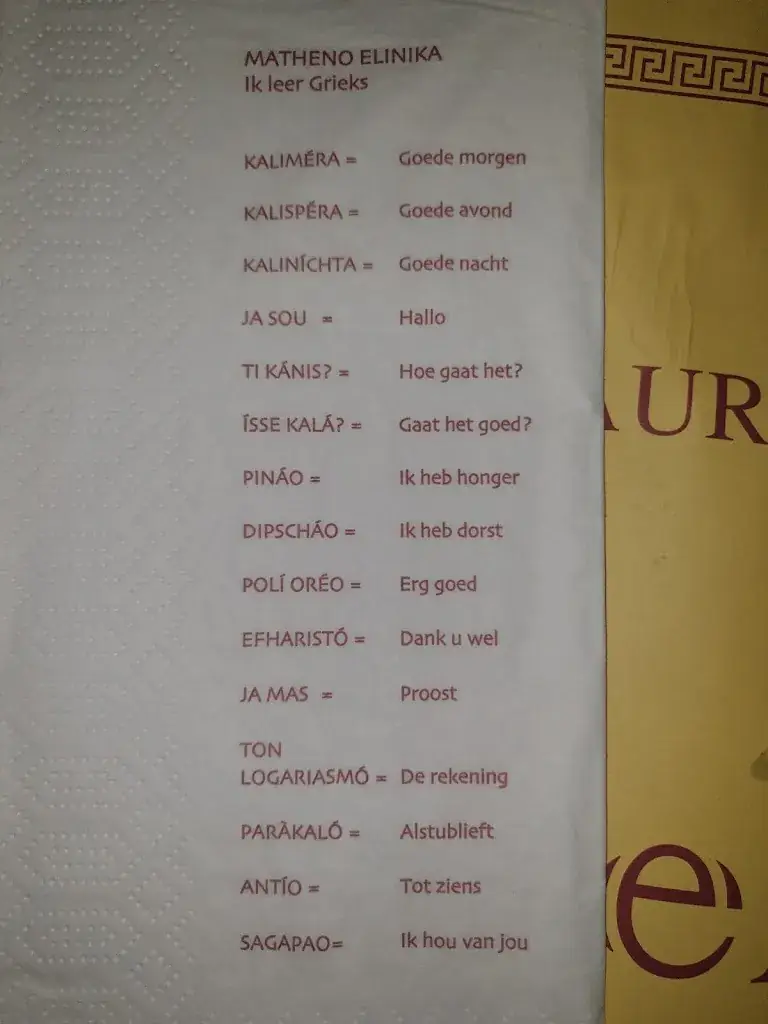 MATHENO ELINIKA
Ik leer Grieks
KALIMÉRA = Goede morgen
KALISPÉRA = Goede avond
KALINÍCHTA = Goede nacht
JA SOU = Hallo
TI KÁNIS? = Hoe gaat het?
ÍSSE KALÁ? = Gaat het goed?
PINÁO = Ik heb honger
DIPSCHÁO = Ik heb dorst
POLÍ ORÉO = Erg goed
EFHARISTÓ = Dank u wel
JA MAS = Proost
TON
LOGARIASMÓ = De rekening
PARÀKALÓ = Alstublieft
ANTÍO = Tot ziens
SAGAPAO= Ik hou van jou
AUR
e